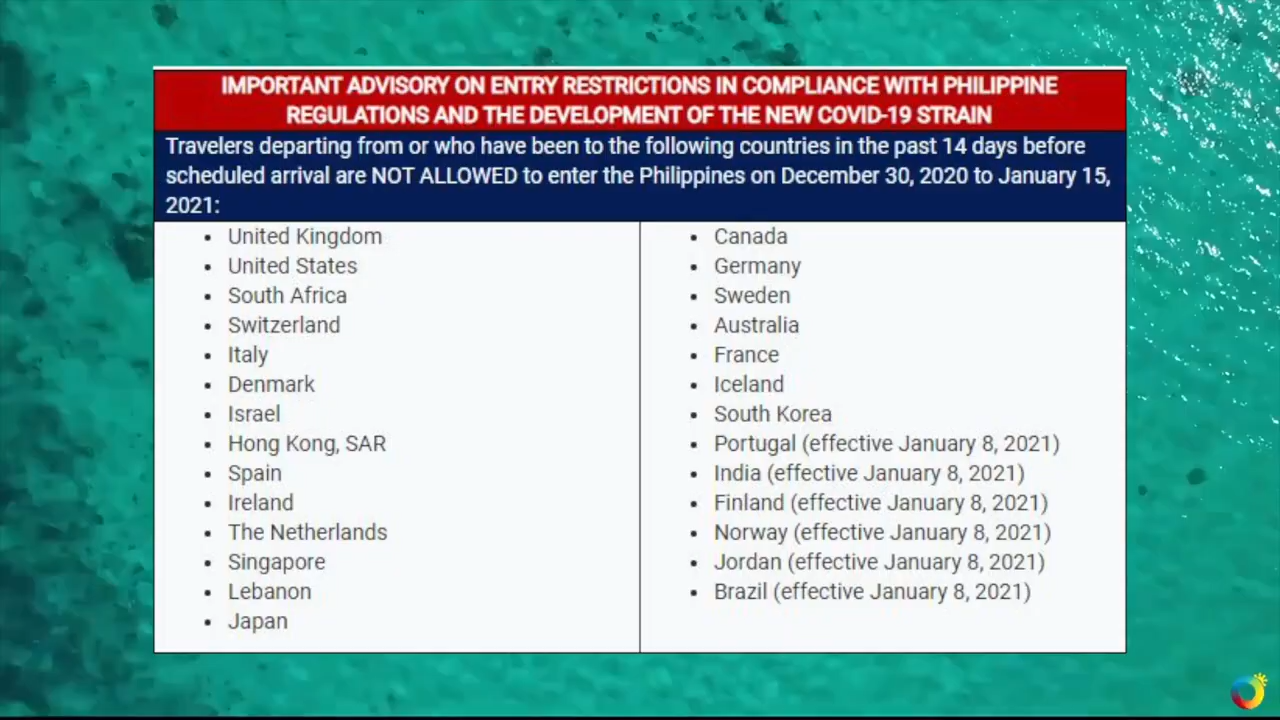 IMPORTANT ADVISORY ON ENTRY RESTRICTIONS IN COMPLIANCE WITH PHILIPPINE
REGULATIONS AND THE DEVELOPMENT OF THE NEW COVID-19 STRAIN
Travelers departing from or who have been to the following countries in the past 14 days before
scheduled arrival are NOT ALLOWED to enter the Philippines on December 30, 2020 to January 15,
2021:
• United Kingdom
• United States
• South Africa
• Switzerland
• Italy
• Denmark
• Israel
• Hong Kong, SAR
• Spain
• Ireland
• The Netherlands
• Singapore
• Lebanon
• Japan
• Canada
• Germany
• Sweden
• Australia
• France
• Iceland
• South Korea
• Portugal (effective January 8, 2021)
• India (effective January 8, 2021)
• Finland (effective January 8, 2021)
• Norway (effective January 8, 2021)
• Jordan (effective January 8, 2021)
• Brazil (effective January 8, 2021)